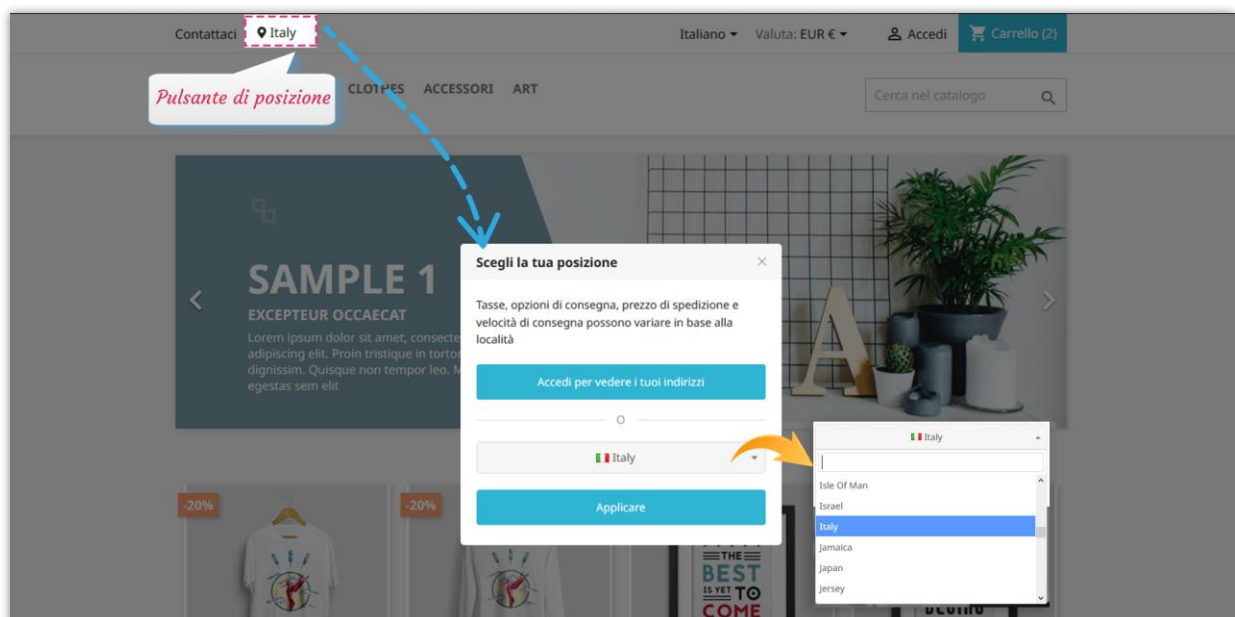 Contattaci
Italy
Italiano
Valuta: EUR €
Accedi
Carrello (2)
Pulsante di posizione
CLOTHES
ACCESSORI
ART
Cerca nel catalogo
SAMPLE 1
EXCEPTEUR OCCAECAT
Lorem ipsum dolor sit amet,
adipiscing elit. Proin tristique in
dignissim. Quisque non tempor leo.
egestas sem elit
Scegli la tua posizione
Tasse, opzioni di consegna, prezzo di spedizione e
velocità di consegna possono variare in base alla
località
Accedi per vedere i tuoi indirizzi
O
Italy
Applicare
Italy
Isle Of Man
Israel
Italy
Jamaica
Japan
Jersey
A
-20%
-20%
THE
BEST
IS YET TO
COME